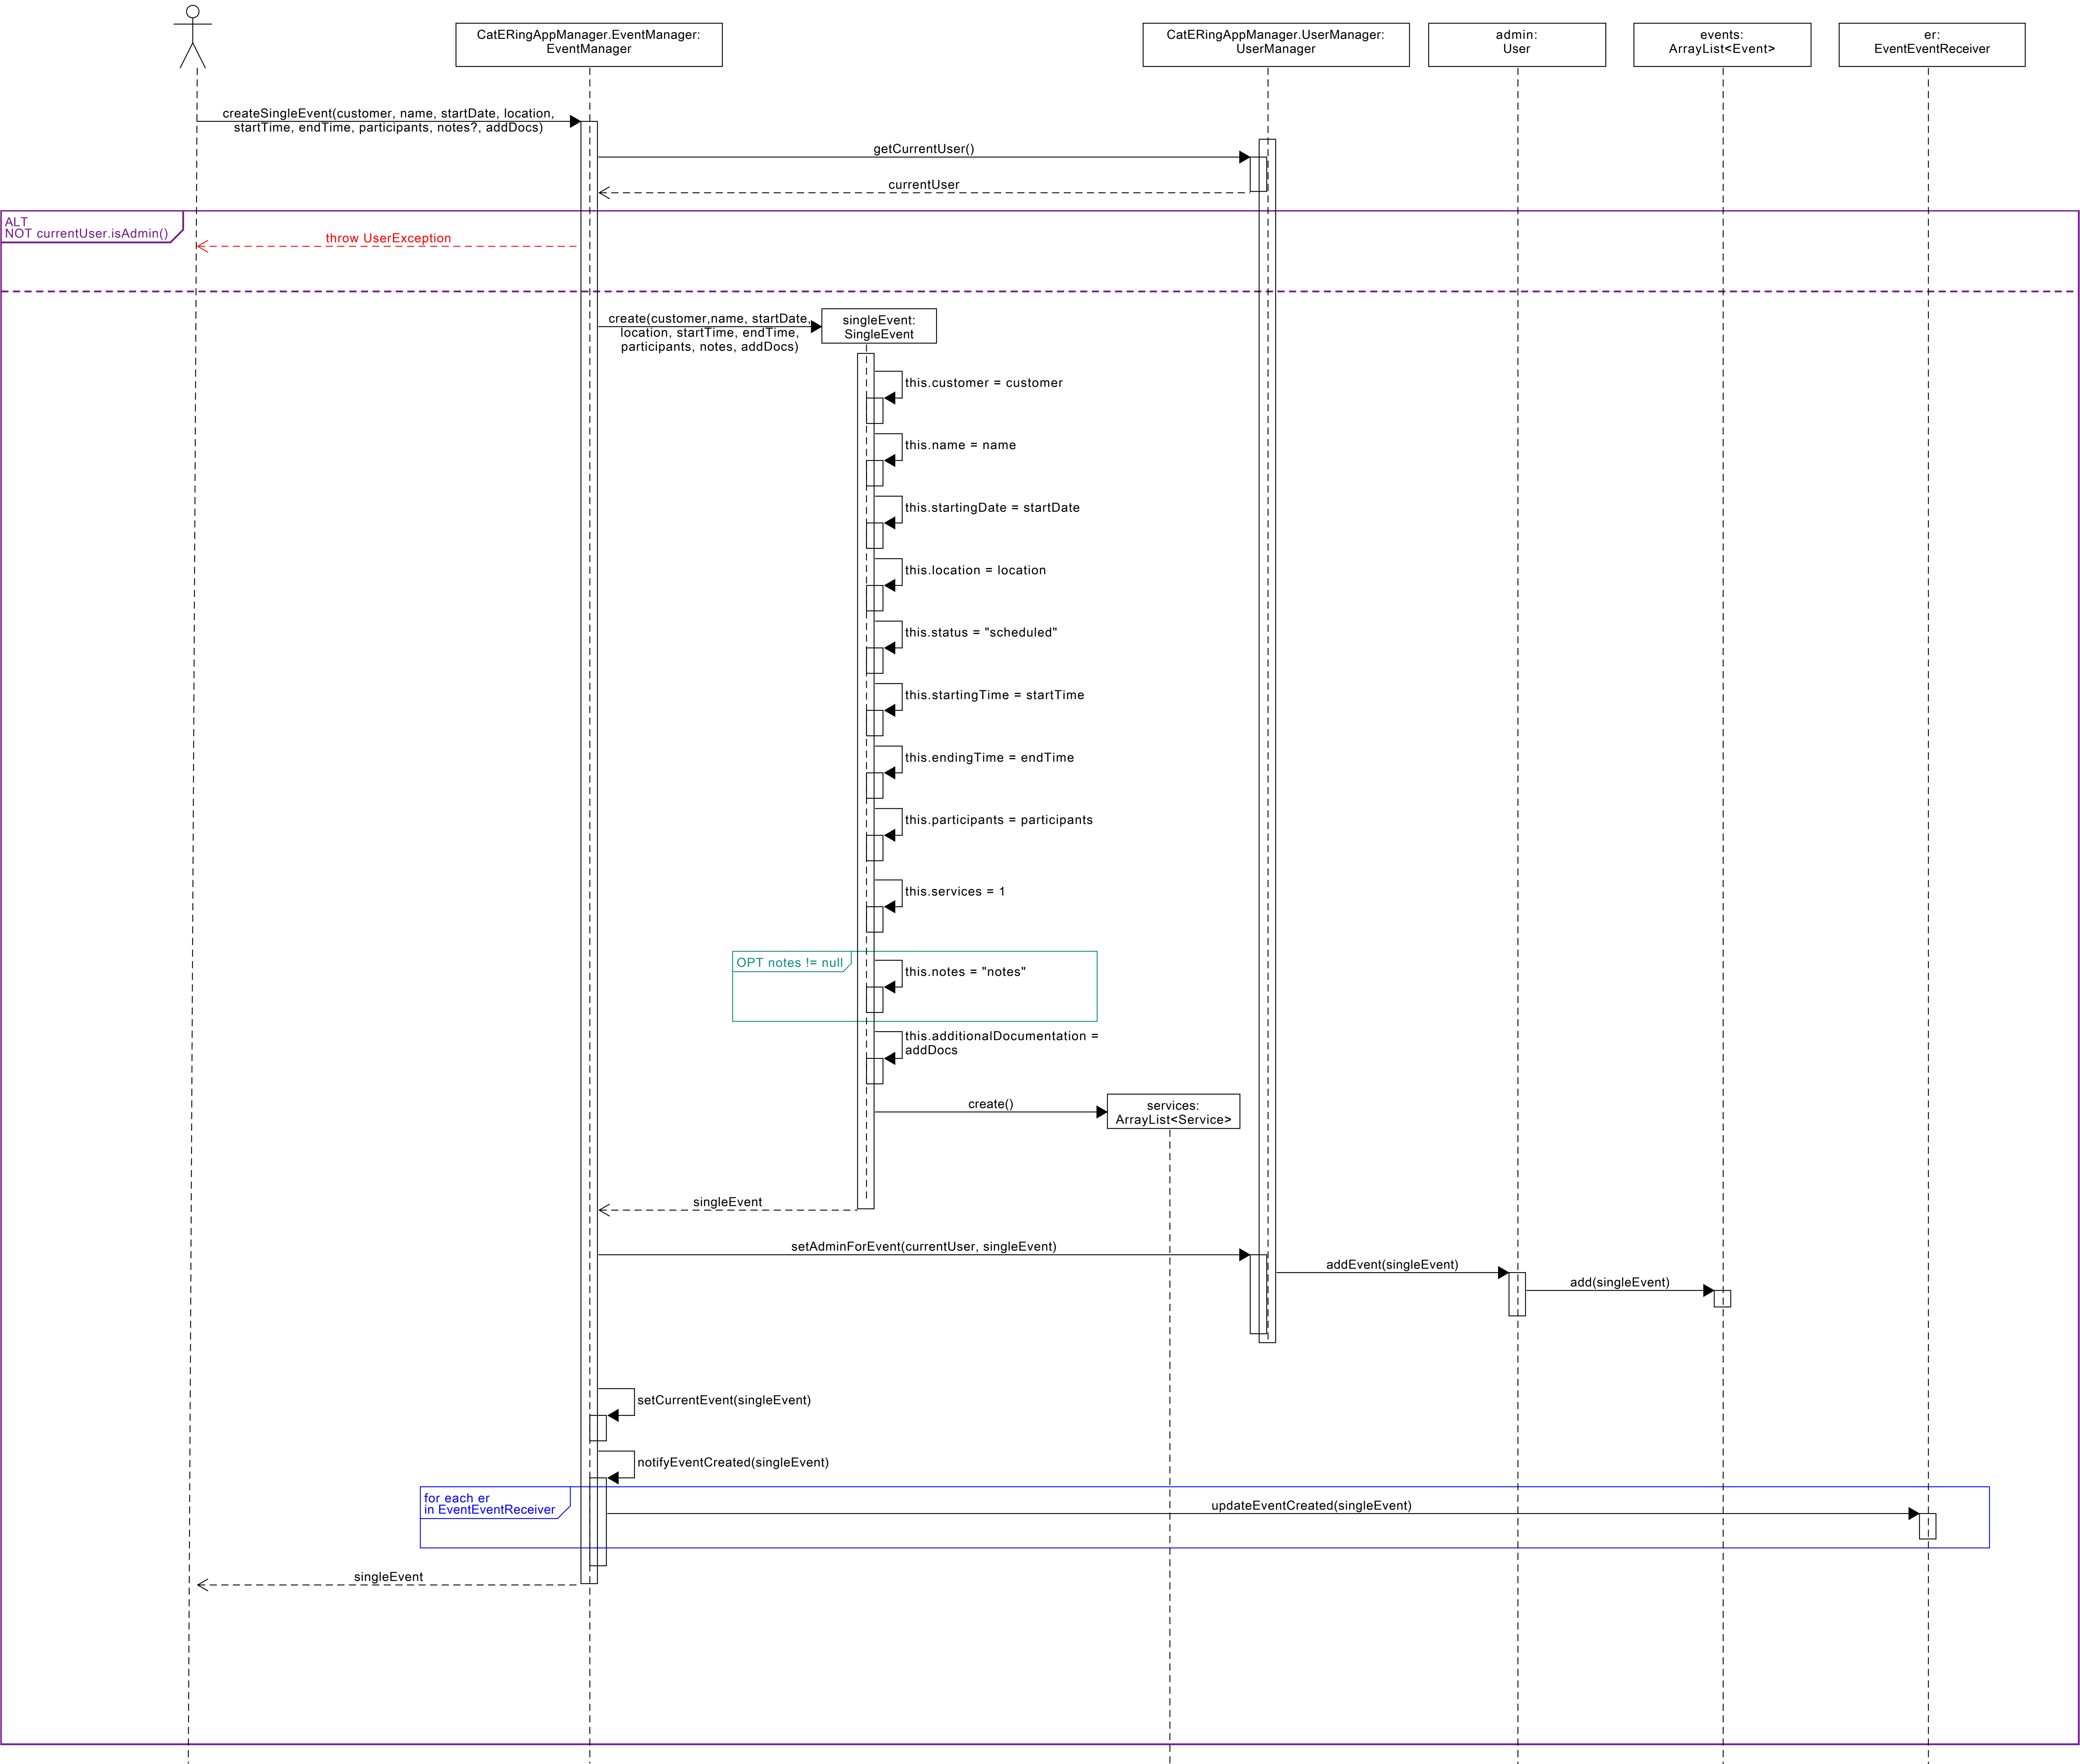 CatERingAppManager.EventManager:
EventManager
CatERingAppManager.UserManager:
UserManager
admin:
User
events:
ArrayList<Event>
er:
EventEventReceiver
createSingleEvent(customer, name, startDate, location,
startTime, endTime, participants, notes?, addDocs)
getCurrentUser()
currentUser
ALT
NOT currentUser.isAdmin()
throw UserException
create(customer,name, startDate,
location, startTime, endTime,
participants, notes, addDocs)
singleEvent:
SingleEvent
this.customer = customer
this.name = name
this.startingDate = startDate
this.location = location
this.status = "scheduled"
this.startingTime = startTime
this.endingTime = endTime
this.participants = participants
this.services = 1
OPT notes != null
this.notes = "notes"
this.additionalDocumentation =
addDocs
create()
services:
ArrayList<Service>
singleEvent
setAdminForEvent(currentUser, singleEvent)
addEvent(singleEvent)
add(singleEvent)
setCurrentEvent(singleEvent)
notifyEventCreated(singleEvent)
for each er
in EventEventReceiver
updateEventCreated(singleEvent)
singleEvent